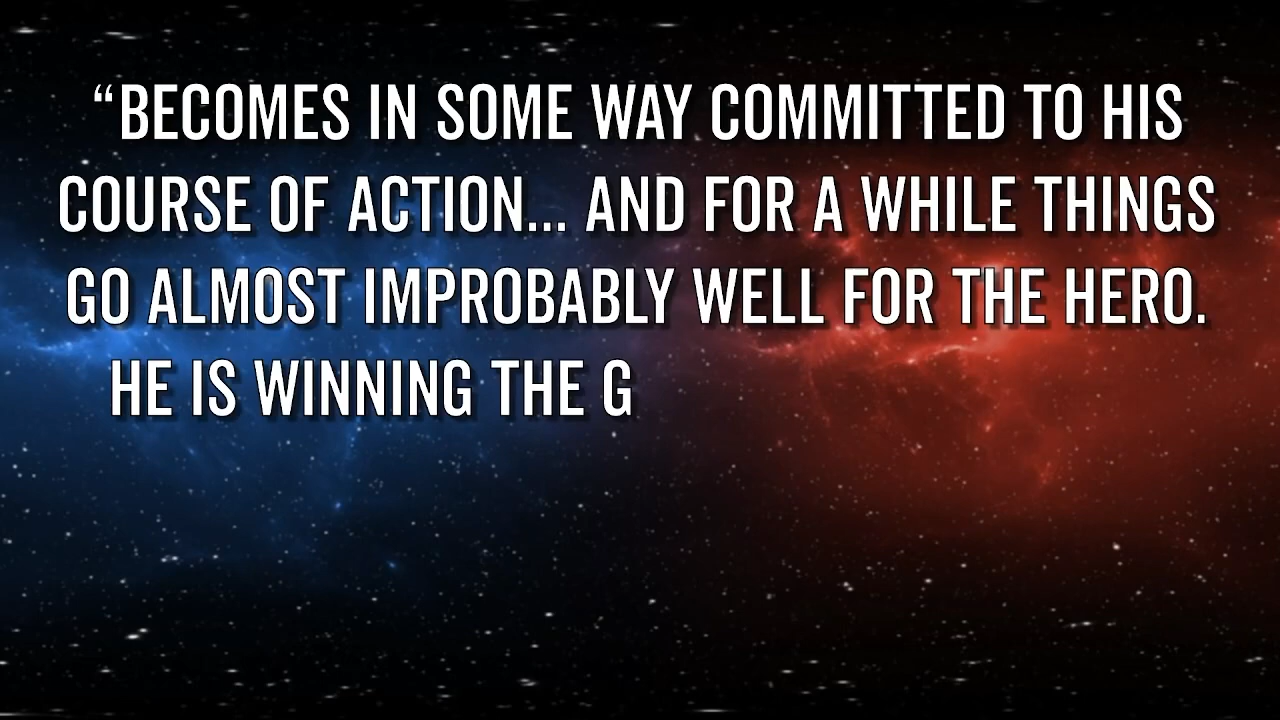 “BECOMES IN SOME WAY COMMITTED TO HIS
COURSE OF ACTION... AND FOR A WHILE THINGS
GO ALMOST IMPROBABLY WELL FOR THE HERO.
HE IS WINNING THE G